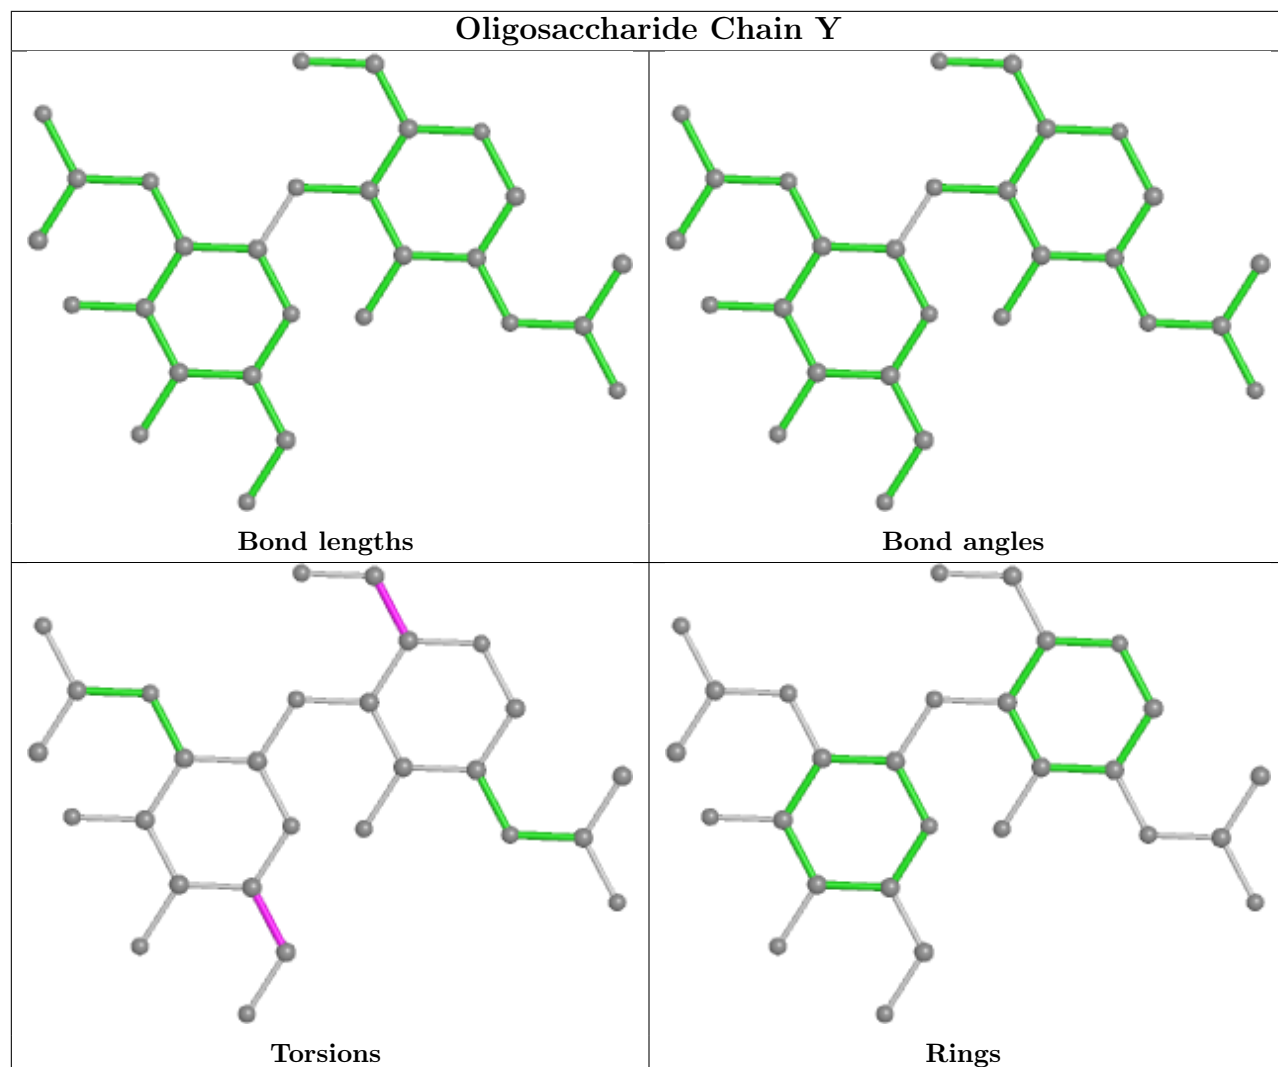 Oligosaccharide Chain Y
Bond lengths
Bond angles
Torsions
Rings